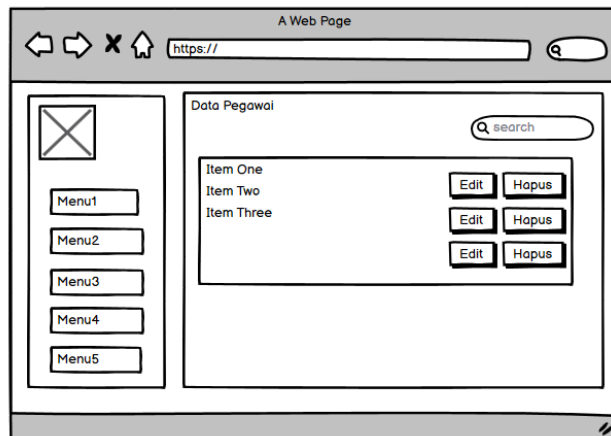 A Web Page
https://
Data Pegawai
search
Menu1
Menu2
Menu3
Menu4
Menu5
Item One
Item Two
Item Three
Edit Hapus
Edit Hapus
Edit Hapus